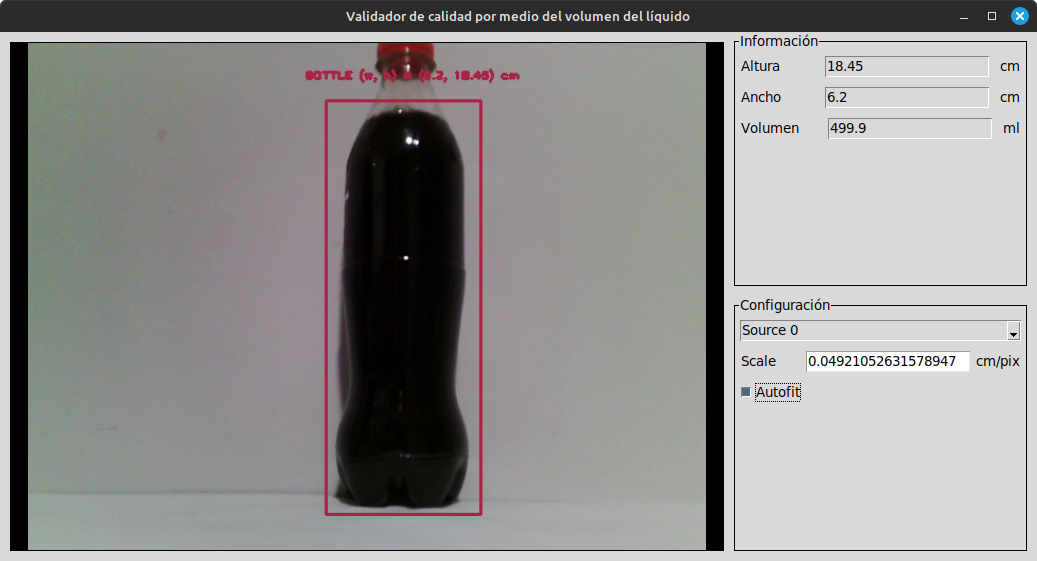 Validador de calidad por medio del volumen del líquido
BOTTLE (w, h) = (6.2, 18.45) cm
Información
Altura 18.45 cm
Ancho 6.2 cm
Volumen 499.9 ml
Configuración
Source 0
Scale 0.04921052631578947 cm/pix
Autofit